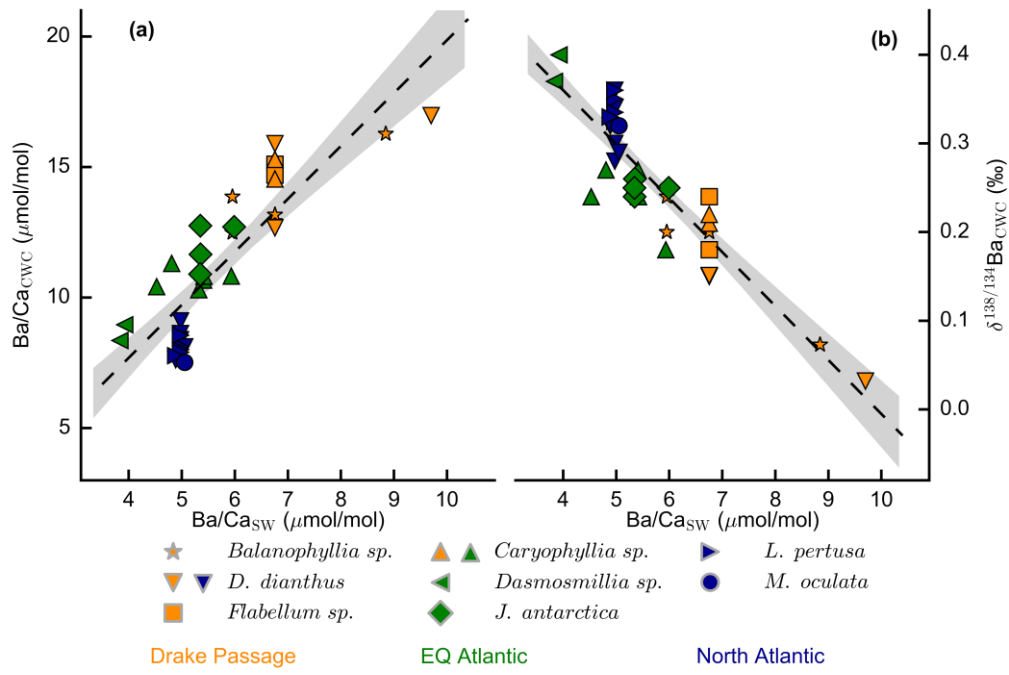 (a)
(b)
20
15
10
5
Ba/Ca_CWC (μmol/mol)
0.4
0.3
0.2
0.1
0.0
δ^138/134Ba_CWC (‰)
4 5 6 7 8 9 10
4 5 6 7 8 9 10
Ba/Ca_SW (μmol/mol)
Ba/Ca_SW (μmol/mol)
Balanophyllia sp. Caryophyllia sp. L. pertusa
D. dianthus Dasmosmillia sp. M. oculata
Flabellum sp. J. antarctica
Drake Passage EQ Atlantic North Atlantic